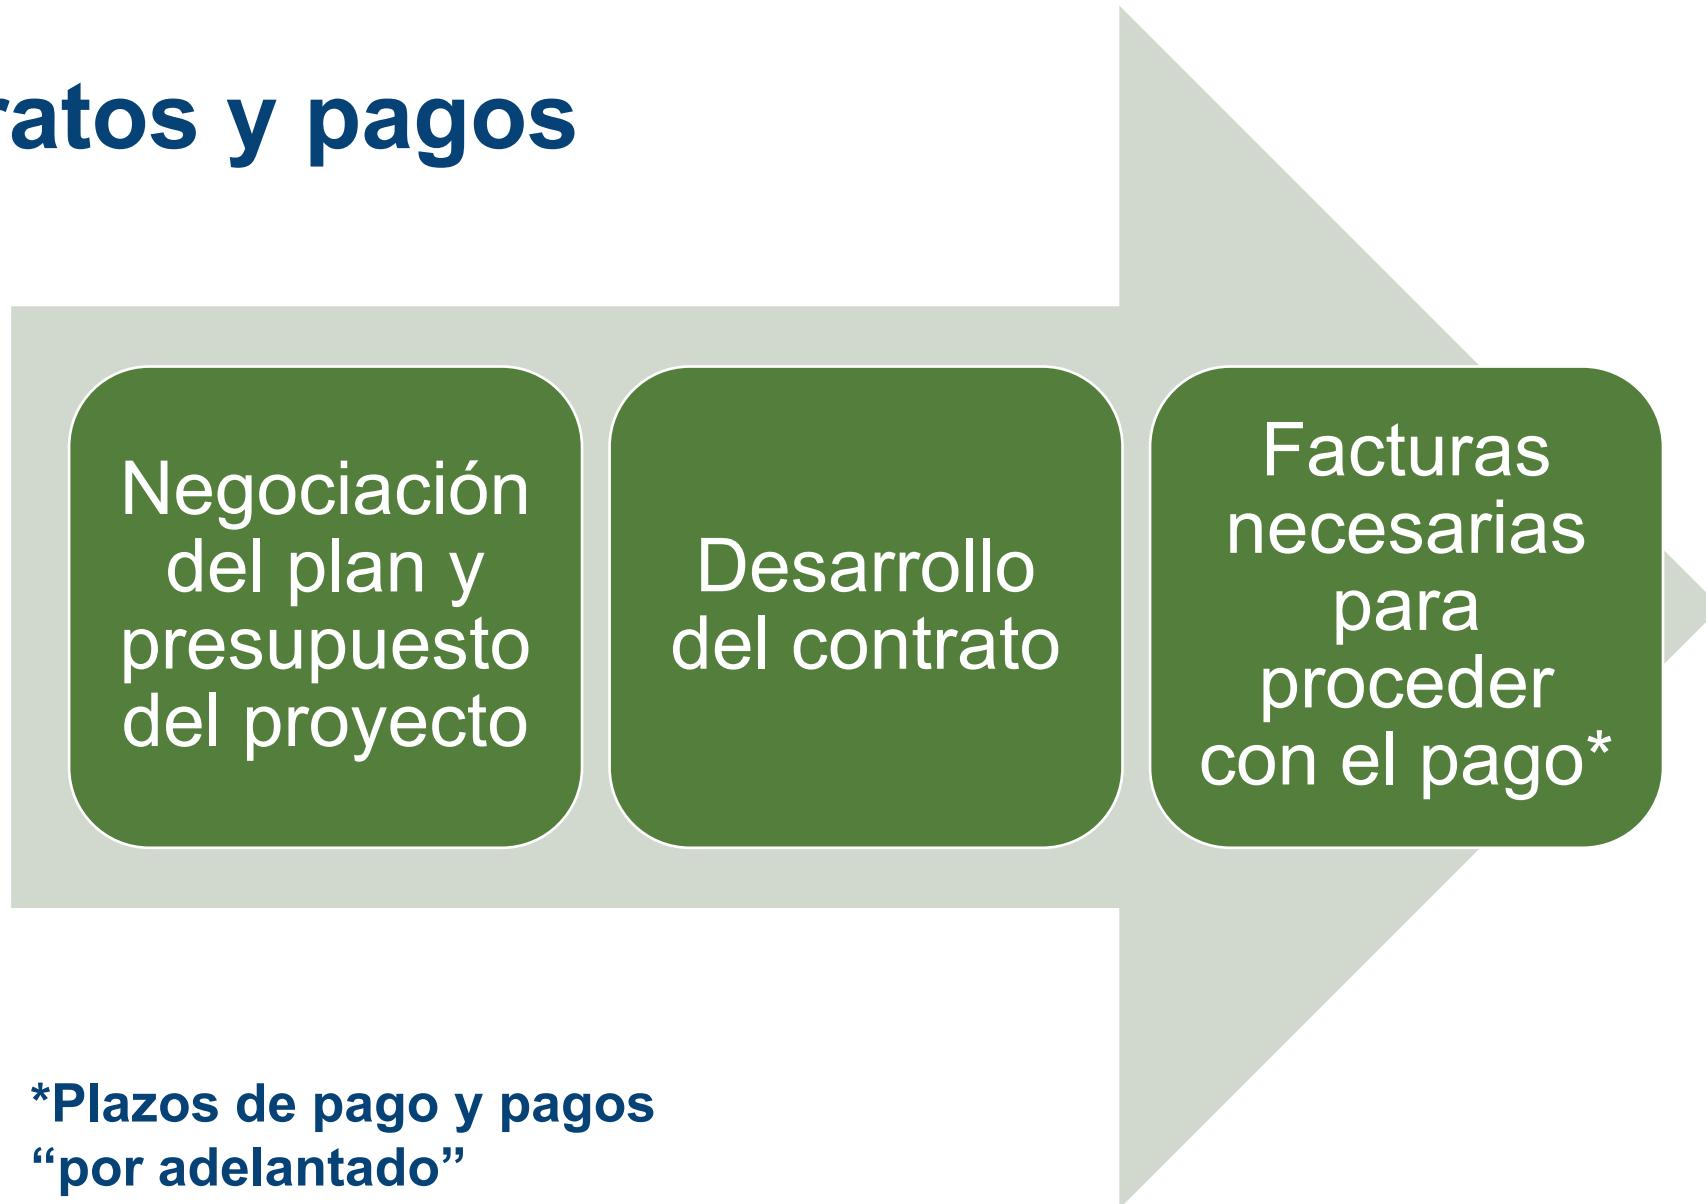 ratos y pagos
Negociación
del plan y
presupuesto
del proyecto
Desarrollo
del contrato
Facturas
necesarias
para
proceder
con el pago*
*Plazos de pago y pagos
“por adelantado”